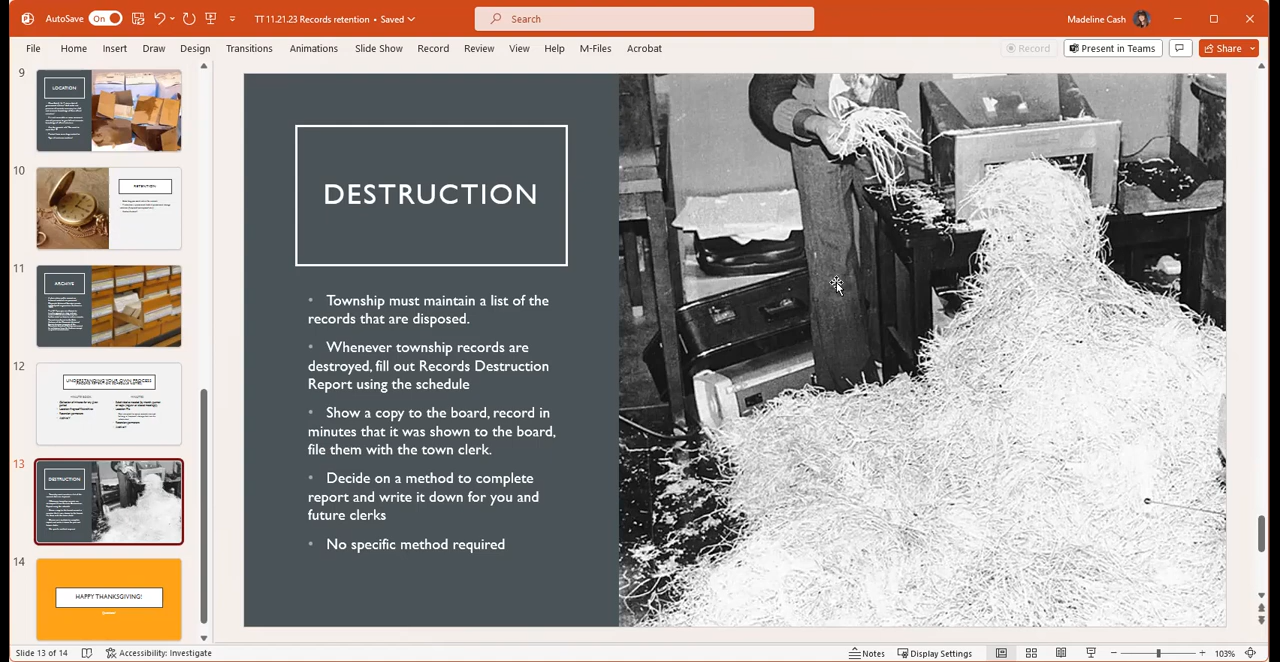 AutoSave On TT 11.21.23 Records retention • Saved Search Madeline Cash
File Home Insert Draw Design Transitions Animations Slide Show Record Review View Help M-Files Acrobat Record Present in Teams Share
9
LOCATION
10
RETENTION
11
ARCHIVE
12
13
DESTRUCTION
14
HAPPY THANKSGIVING!
DESTRUCTION
• Township must maintain a list of the
records that are disposed.
• Whenever township records are
destroyed, fill out Records Destruction
Report using the schedule
• Show a copy to the board, record in
minutes that it was shown to the board,
file them with the town clerk.
• Decide on a method to complete
report and write it down for you and
future clerks
• No specific method required
Slide 13 of 14 Accessibility: Investigate Notes Display Settings 103%